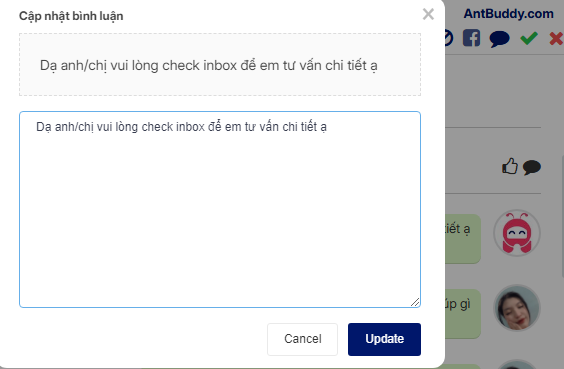 Cập nhật bình luận
×
AntBuddy.com
Dạ anh/chị vui lòng check inbox để em tư vấn chi tiết ạ
Dạ anh/chị vui lòng check inbox để em tư vấn chi tiết ạ
tiết ạ
úp gì
Cancel
Update